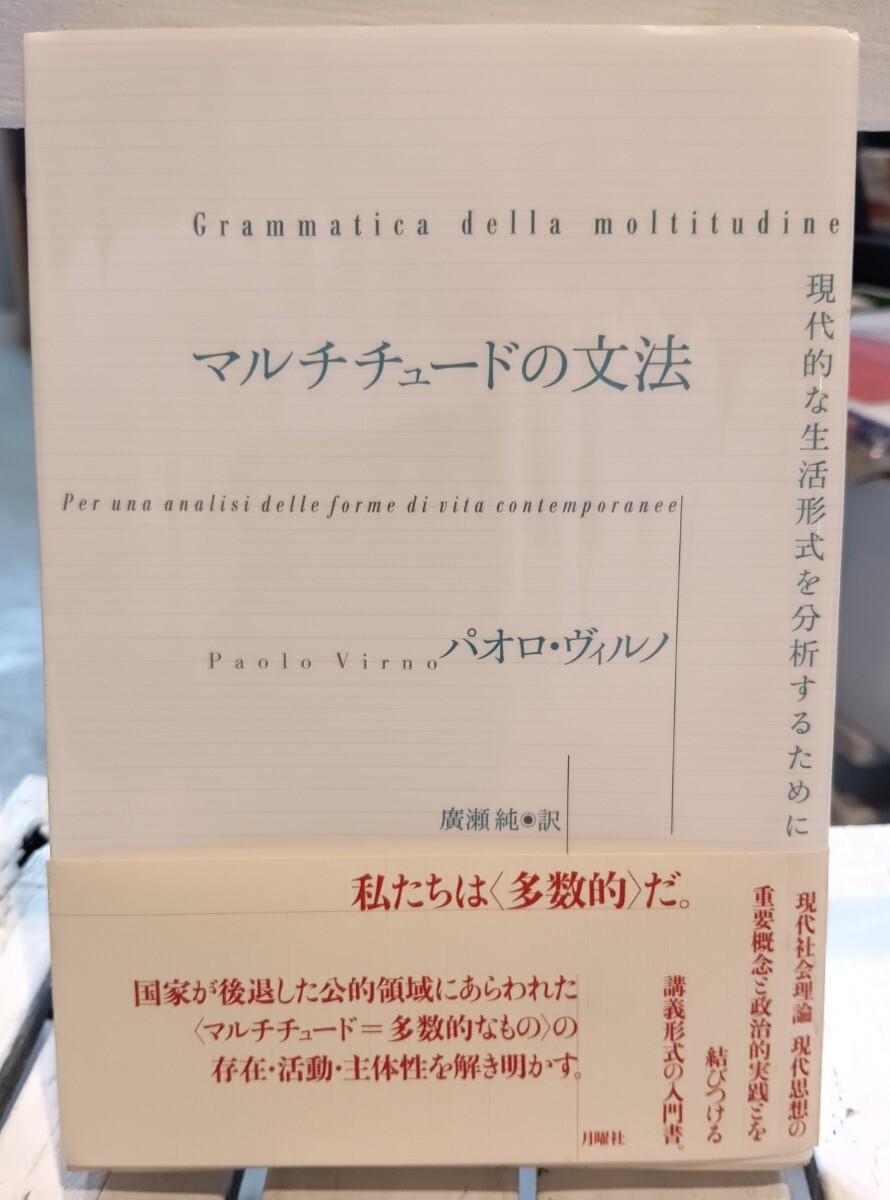 Grammatica della moltitudine
マルチチュードの文法
現代的な生活形式を分析するために
Per una analisi delle forme di vita contemporanee
Paolo Virno パオロ・ヴィルノ
廣瀬 純◉訳
私たちは〈多数的〉だ。
国家が後退した公的領域にあらわれた
〈マルチチュード＝多数的なもの〉の
存在・活動・主体性を解き明かす。
現代社会理論 現代思想の
重要概念と政治的実践とを
結びつける
講義形式の入門書。
月曜社